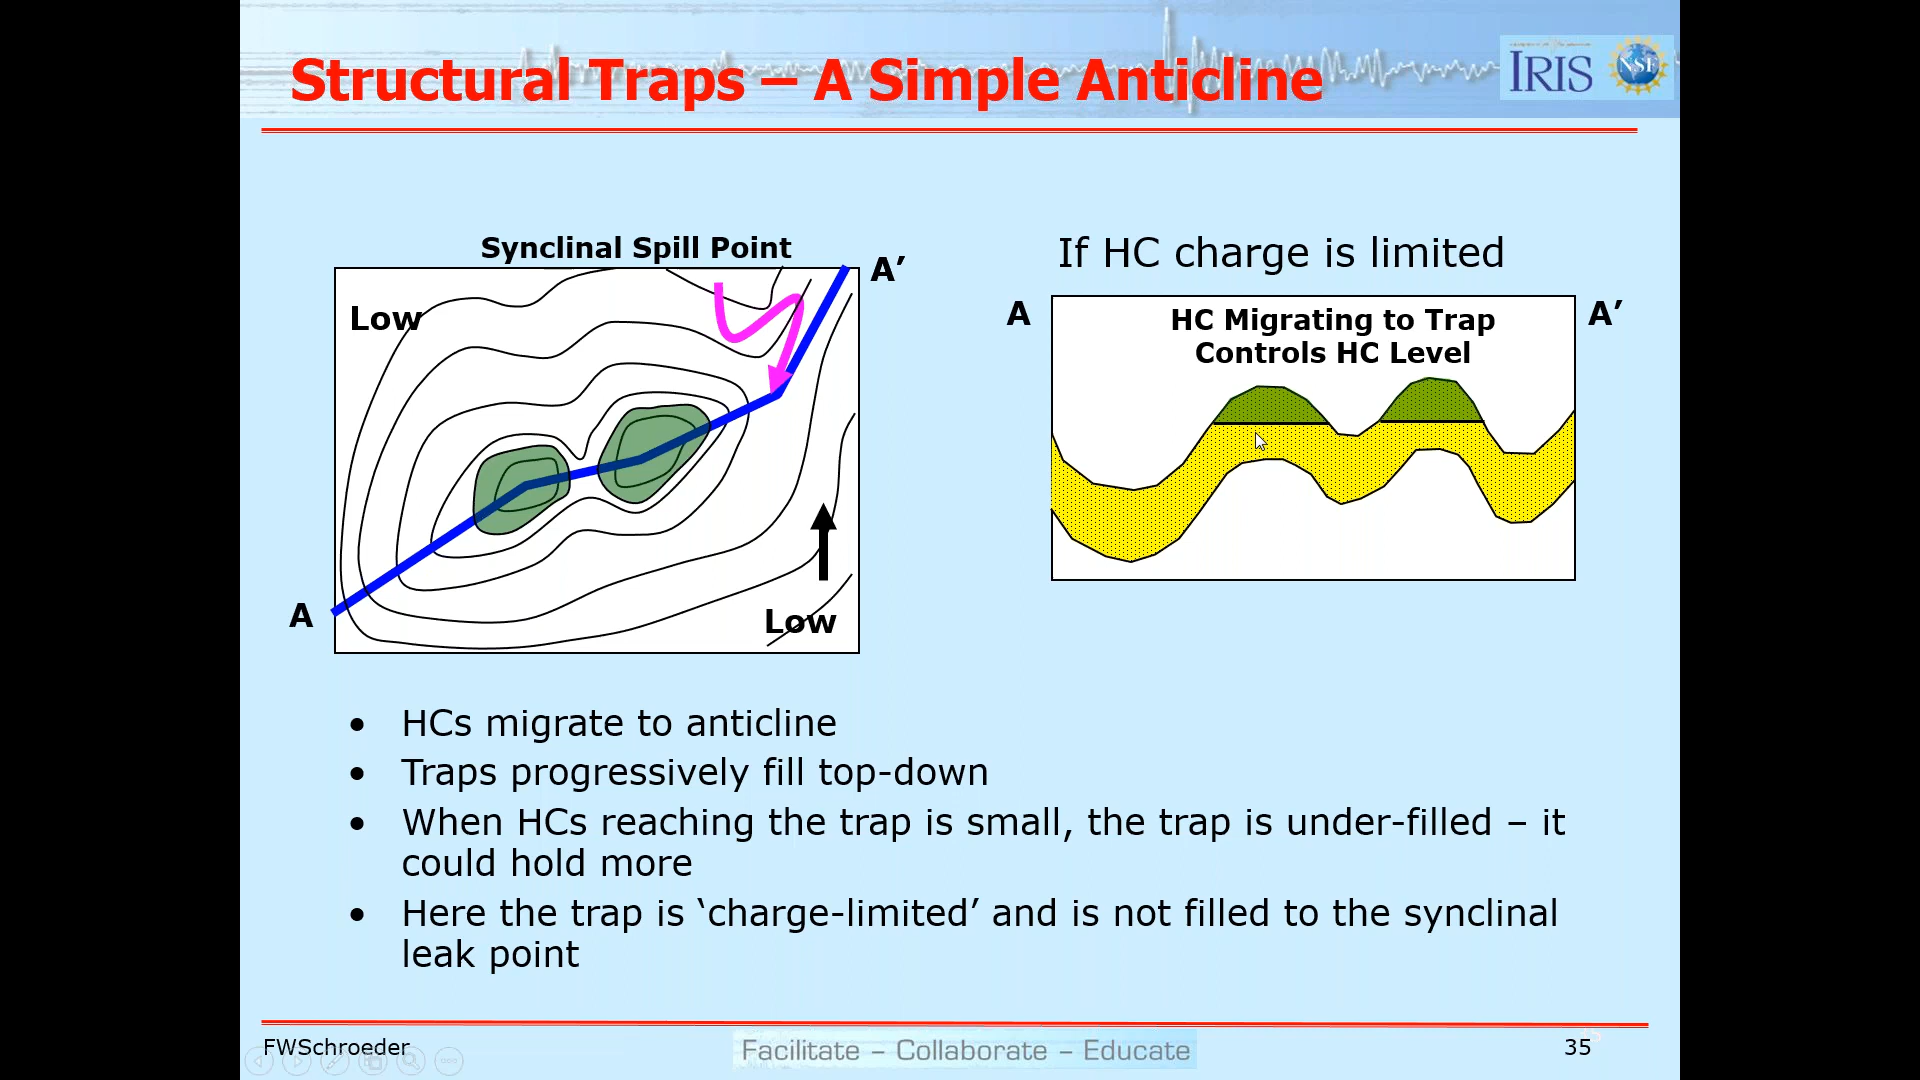 Structural Traps – A Simple Anticline
IRIS
NSF
Synclinal Spill Point
A’
Low
A
Low
If HC charge is limited
A
A’
HC Migrating to Trap
Controls HC Level
• HCs migrate to anticline
• Traps progressively fill top-down
• When HCs reaching the trap is small, the trap is under-filled – it
could hold more
• Here the trap is ‘charge-limited’ and is not filled to the synclinal
leak point
FWSchroeder
Facilitate – Collaborate – Educate
35